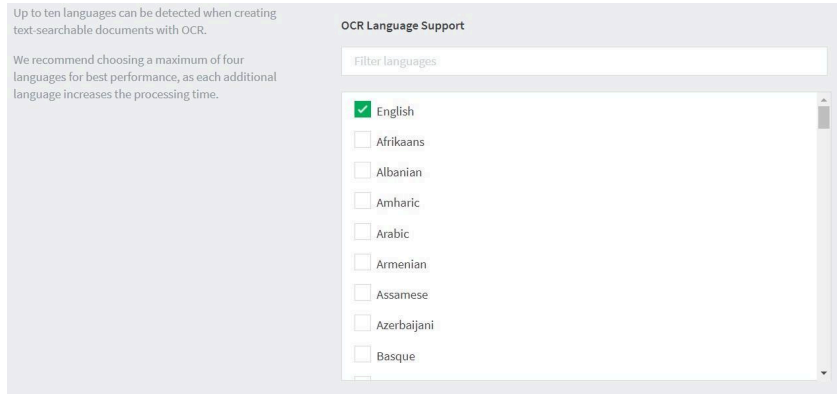 Up to ten languages can be detected when creating
text-searchable documents with OCR.
We recommend choosing a maximum of four
languages for best performance, as each additional
language increases the processing time.
OCR Language Support
Filter languages
English
Afrikaans
Albanian
Amharic
Arabic
Armenian
Assamese
Azerbaijani
Basque